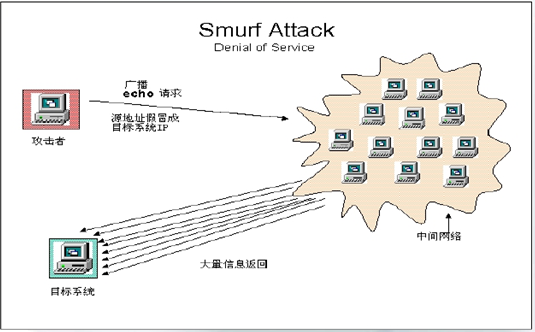 Smurf Attack
Denial of Service
广播
echo 请求
源地址假冒成
目标系统IP
攻击者
中间网络
大量信息返回
目标系统